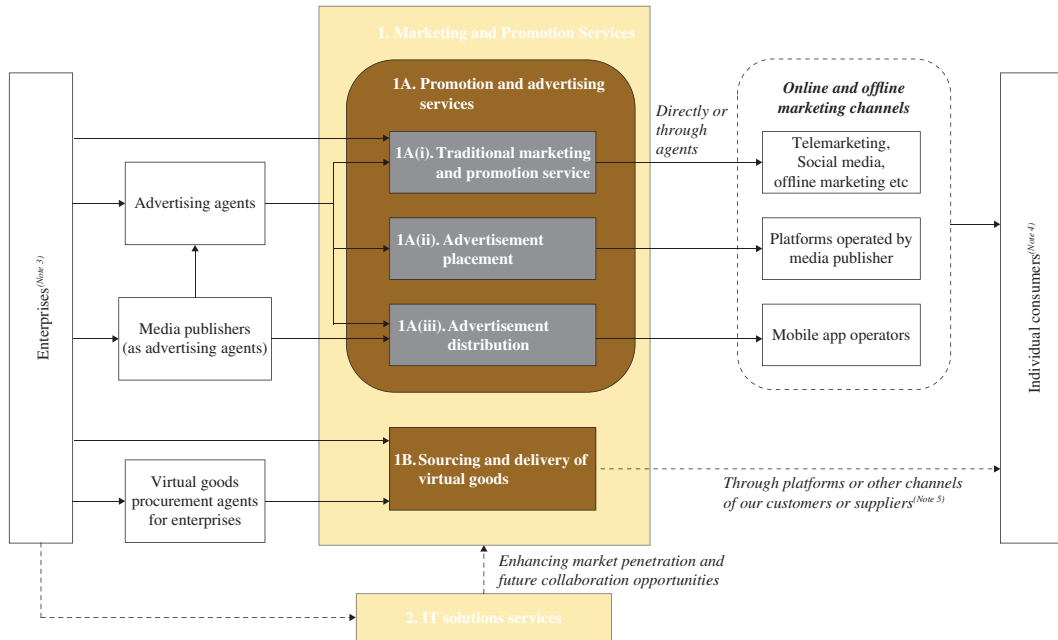 1. Marketing and Promotion Services
1A. Promotion and advertising
services
Enterprises(Note 3)
Advertising agents
Media publishers
(as advertising agents)
Virtual goods
procurement agents
for enterprises
1A(i). Traditional marketing
and promotion service
1A(ii). Advertisement
placement
1A(iii). Advertisement
distribution
1B. Sourcing and delivery of
virtual goods
Directly or
through
agents
Online and offline
marketing channels
Telemarketing,
Social media,
offline marketing etc
Platforms operated by
media publisher
Mobile app operators
Individual consumers(Note 4)
Through platforms or other channels
of our customers or suppliers(Note 5)
Enhancing market penetration and
future collaboration opportunities
2. IT solutions services